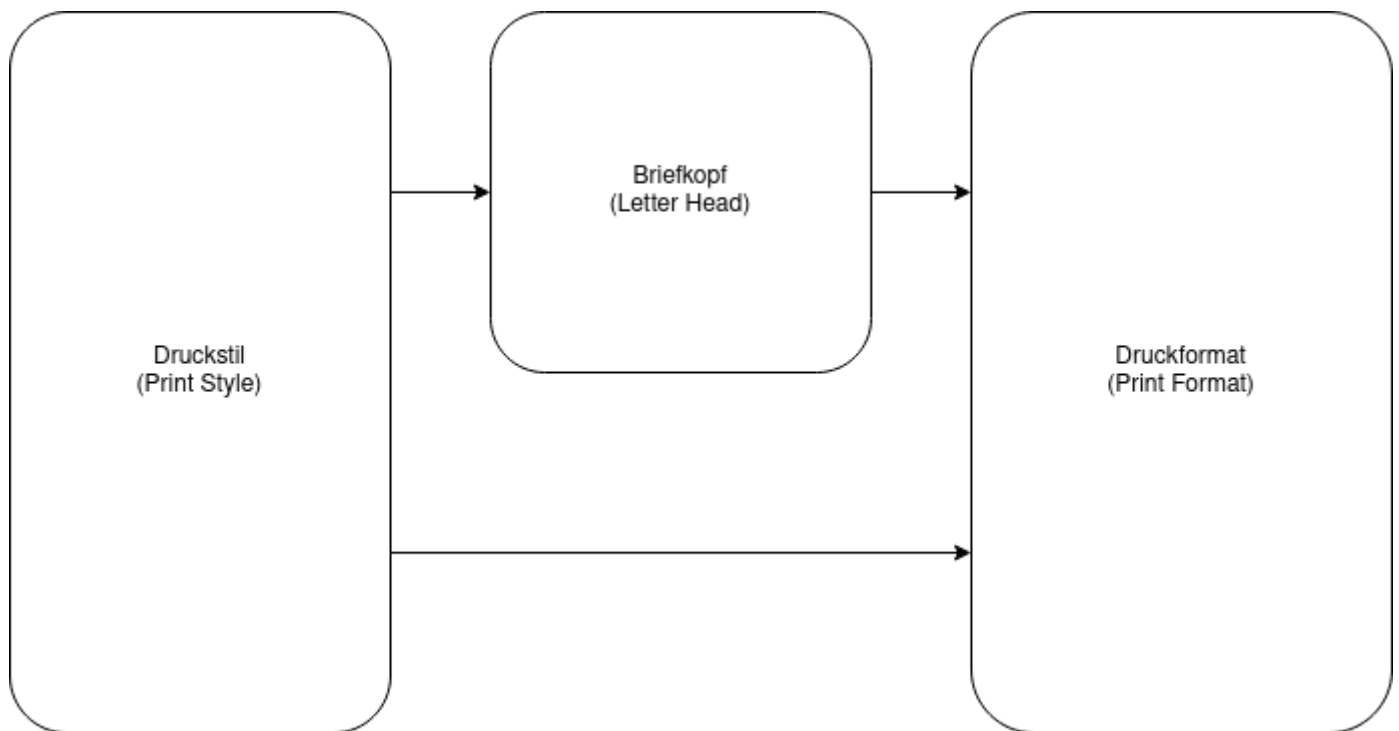 Druckstil
(Print Style)
Briefkopf
(Letter Head)
Druckformat
(Print Format)